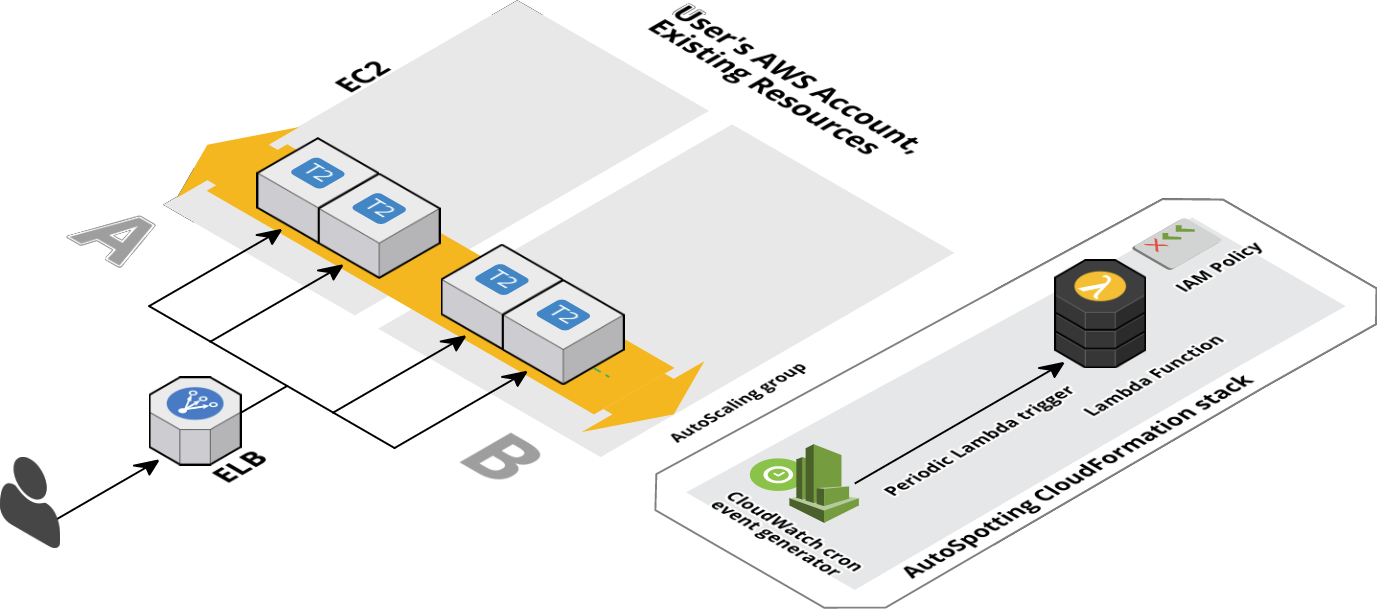 User's AWS Account,
Existing Resources
EC2
T2
T2
T2
T2
A
B
ELB
AutoScaling group
IAM Policy
λ
Lambda Function
Periodic Lambda trigger
CloudWatch cron
event generator
AutoSpotting CloudFormation stack